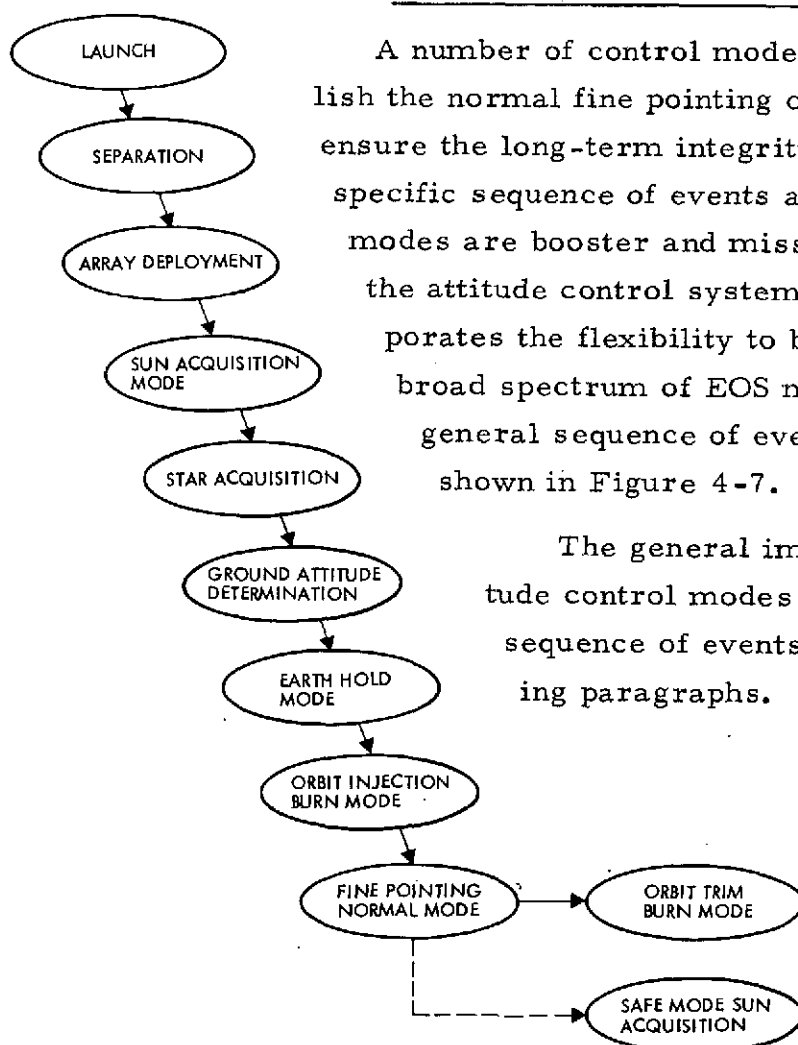 LAUNCH
SEPARATION
ARRAY DEPLOYMENT
SUN ACQUISITION
MODE
STAR ACQUISITION
GROUND ATTITUDE
DETERMINATION
EARTH HOLD
MODE
ORBIT INJECTION
BURN MODE
FINE POINTING
NORMAL MODE
ORBIT TRIM
BURN MODE
SAFE MODE SUN
ACQUISITION
A number of control mode
lish the normal fine pointing o
ensure the long-term integrit
specific sequence of events a
modes are booster and miss
the attitude control system
porates the flexibility to b
broad spectrum of EOS m
general sequence of eve
shown in Figure 4-7.
The general im
tude control modes
sequence of events
ing paragraphs.